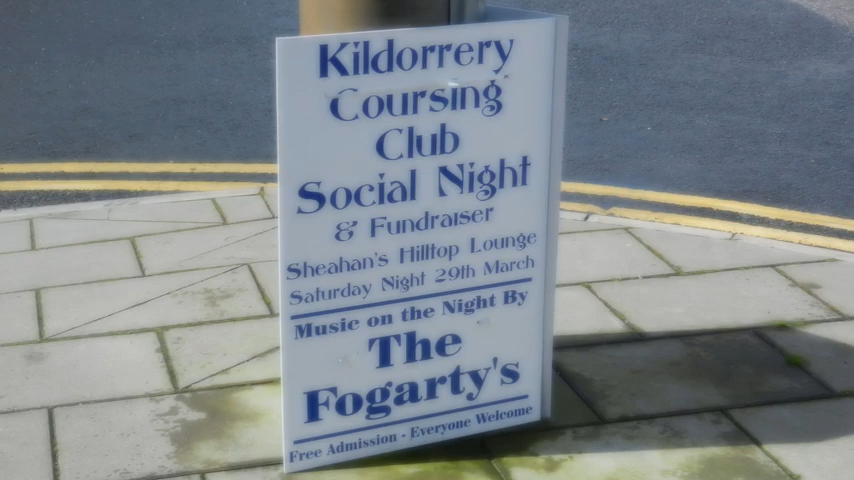 Kildorrery
Coursing
Club
Social Night
& Fundraiser
Sheahan's Hilltop Lounge
Saturday Night 29th March
Music on the Night By
The
Fogarty's
Free Admission - Everyone Welcome